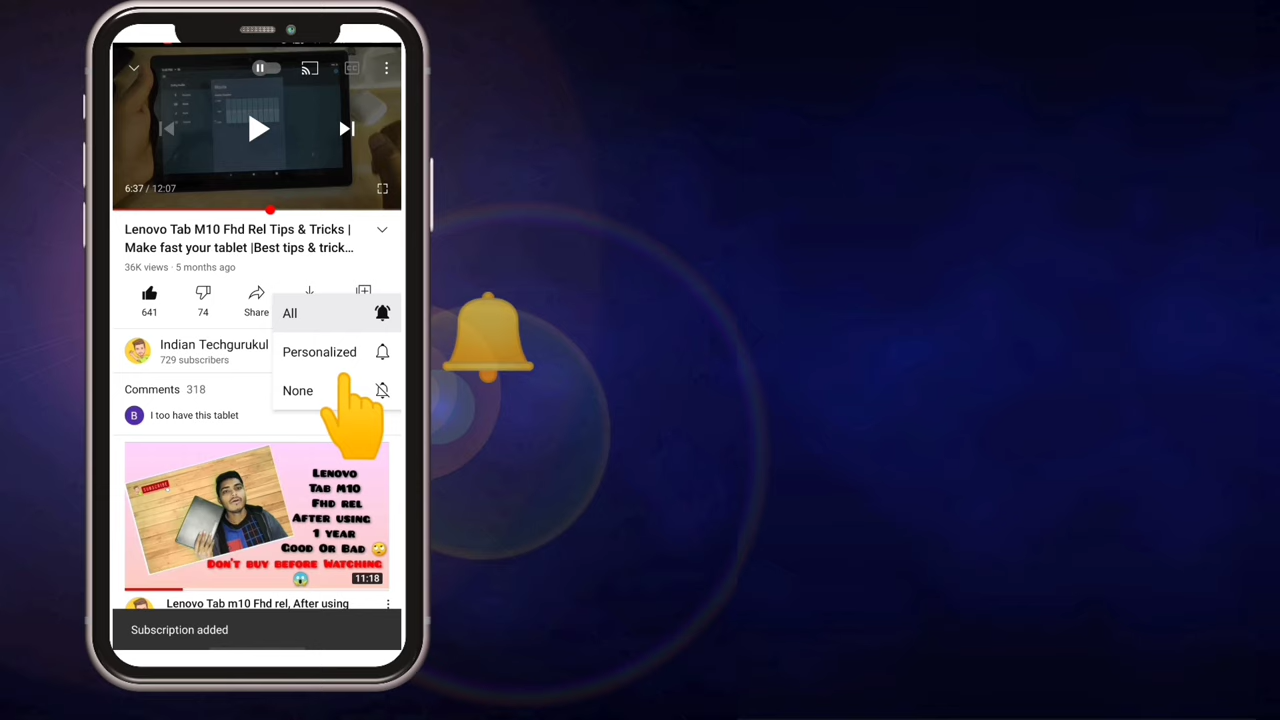 CC
6:37 / 12:07
Lenovo Tab M10 Fhd Rel Tips & Tricks |
Make fast your tablet |Best tips & trick...
36K views · 5 months ago
641
74
Share
All
Personalized
None
Indian Techgurukul
729 subscribers
Comments 318
B
I too have this tablet
SUBSCRIBE
Lenovo
Tab M10
Fhd rel
After using
1 year
Good Or Bad
Don't buy before Watching
11:18
Lenovo Tab m10 Fhd rel, After using
Subscription added